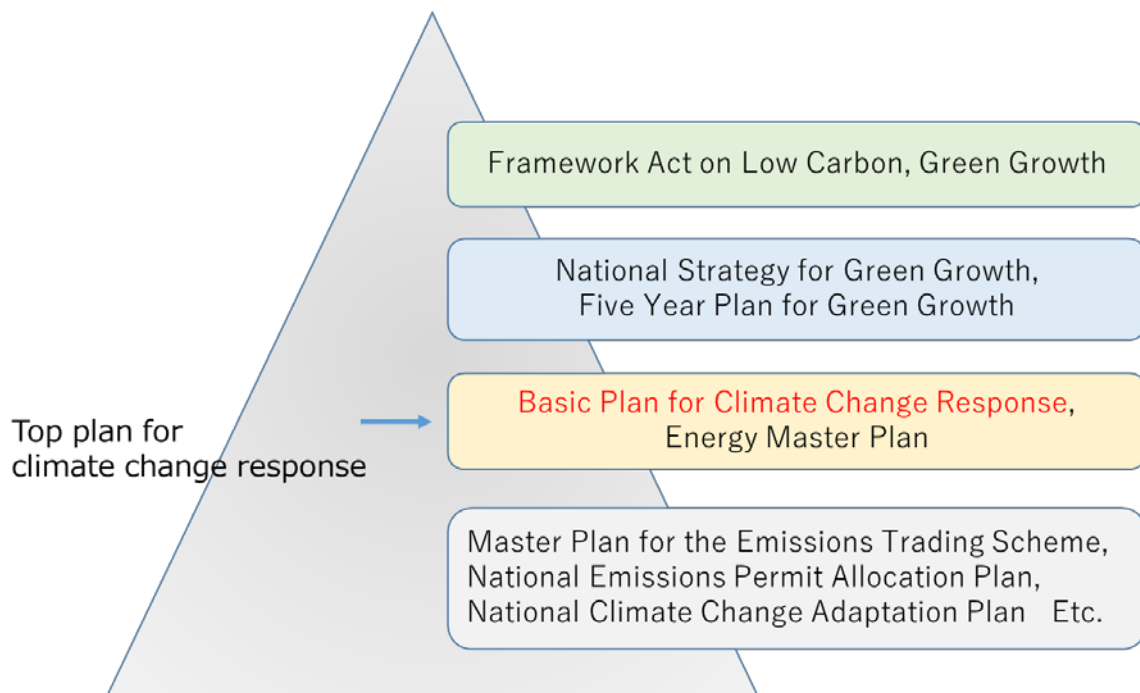 Framework Act on Low Carbon, Green Growth
National Strategy for Green Growth,
Five Year Plan for Green Growth
Top plan for
climate change response
Basic Plan for Climate Change Response,
Energy Master Plan
Master Plan for the Emissions Trading Scheme,
National Emissions Permit Allocation Plan,
National Climate Change Adaptation Plan Etc.